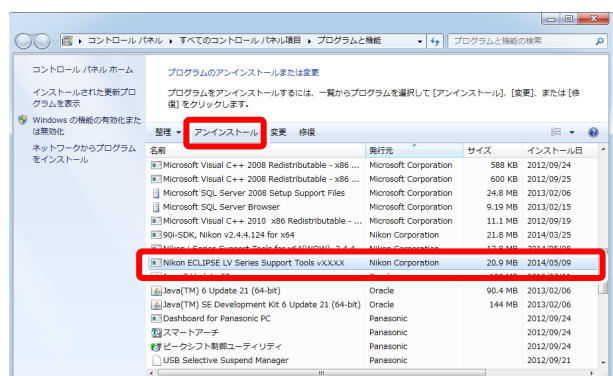 コントロール パネル ▸ すべてのコントロール パネル項目 ▸ プログラムと機能
プログラムと機能の検索
コントロール パネル ホーム
インストールされた更新プロ
グラムを表示
Windows の機能の有効化また
は無効化
ネットワークからプログラム
をインストール
プログラムのアンインストールまたは変更
プログラムをアンインストールするには、一覧からプログラムを選択して [アンインストール]、[変更]、または [修
復] をクリックします。
整理 アンインストール 変更 修復
名前 発行元 サイズ インストール日
Microsoft Visual C++ 2008 Redistributable - x86 ... Microsoft Corporation 588 KB 2012/09/24
Microsoft Visual C++ 2008 Redistributable - x86 ... Microsoft Corporation 600 KB 2012/09/25
Microsoft SQL Server 2008 Setup Support Files Microsoft Corporation 24.8 MB 2013/02/06
Microsoft SQL Server Browser Microsoft Corporation 9.19 MB 2013/02/15
Microsoft Visual C++ 2010 x86 Redistributable - ... Microsoft Corporation 11.1 MB 2012/09/19
90i-SDK, Nikon v2.4.4.124 for x64 Nikon Corporation 21.8 MB 2014/03/25
Nikon ECLIPSE LV Series Support Tools vXXXX Nikon Corporation 20.9 MB 2014/05/09
Java(TM) 6 Update 21 (64-bit) Oracle 90.4 MB 2013/02/06
Java(TM) SE Development Kit 6 Update 21 (64-bit) Oracle 144 MB 2013/02/06
Dashboard for Panasonic PC Panasonic 2012/09/24
スマートアーチ Panasonic 2012/09/24
ピークシフト制御ユーティリティ Panasonic 2012/09/24
USB Selective Suspend Manager Panasonic 2012/09/21